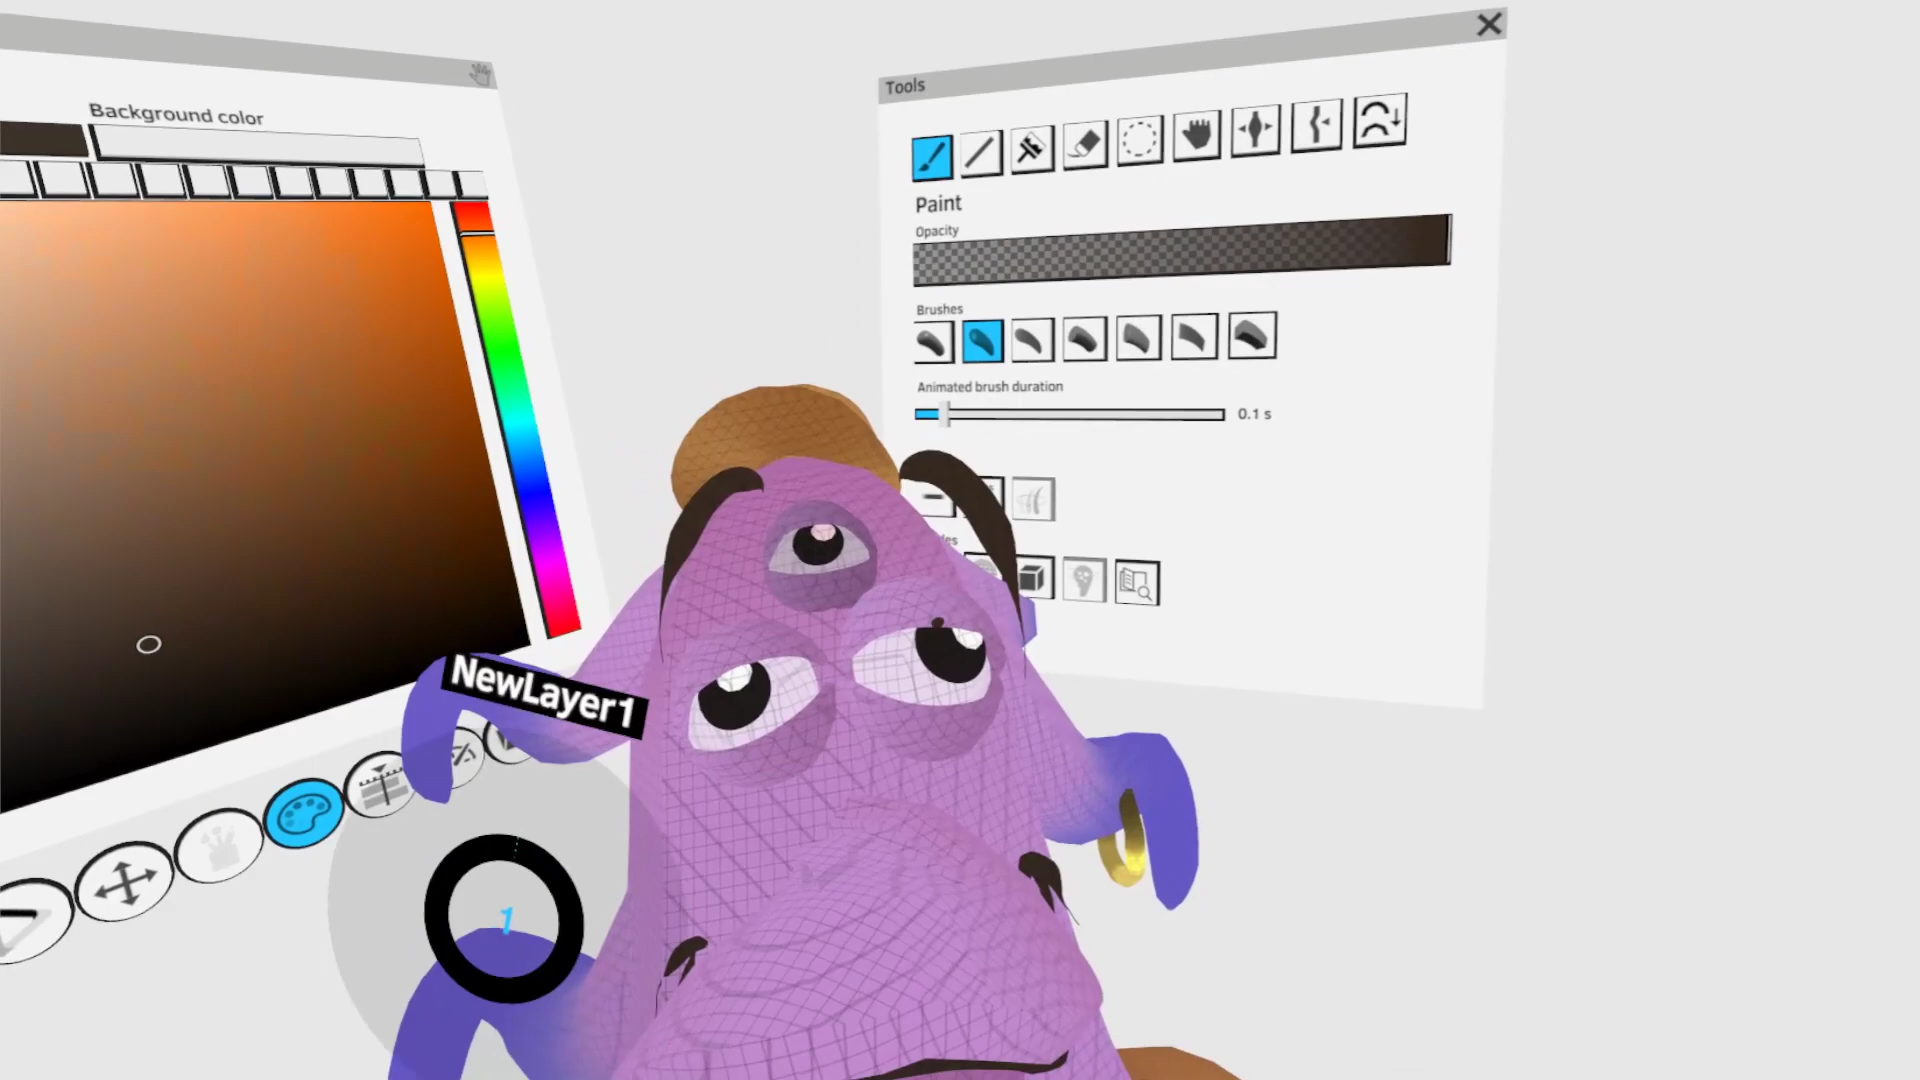 Background color
Tools
Paint
Opacity
Brushes
Animated brush duration
0.1 s
NewLayer1
1